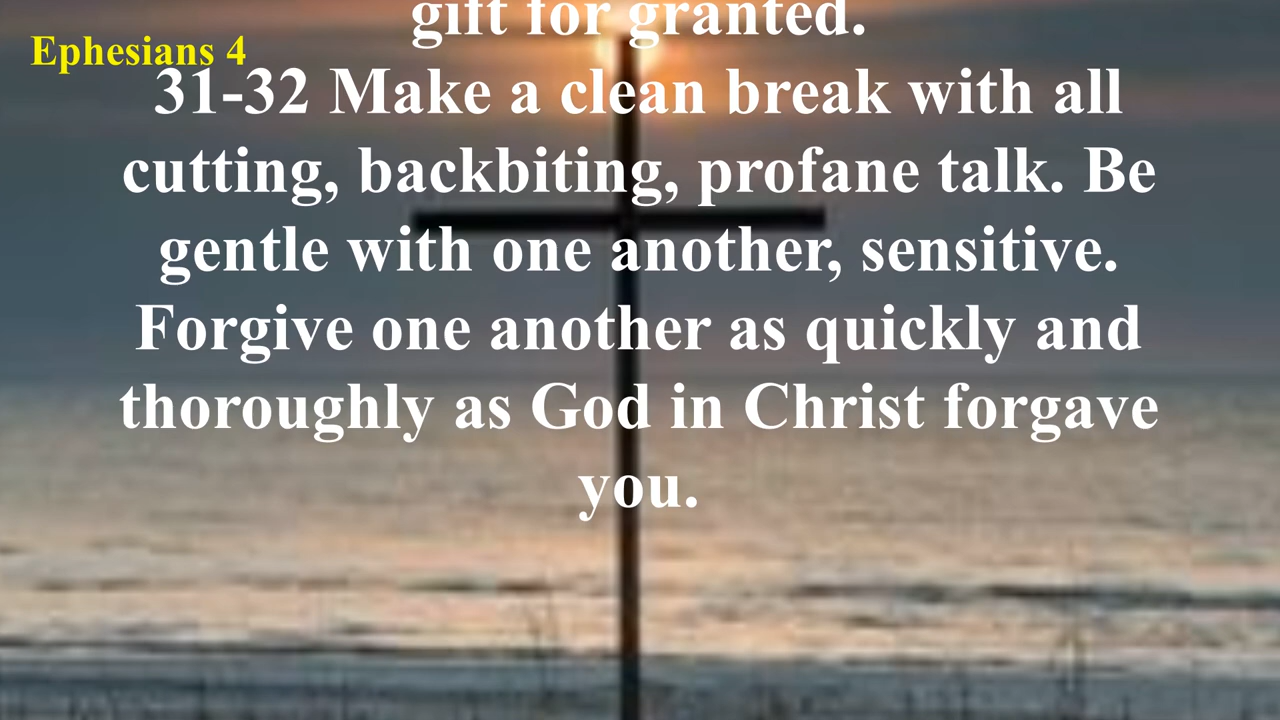 gift for granted.
Ephesians 4
31-32 Make a clean break with all
cutting, backbiting, profane talk. Be
gentle with one another, sensitive.
Forgive one another as quickly and
thoroughly as God in Christ forgave
you.